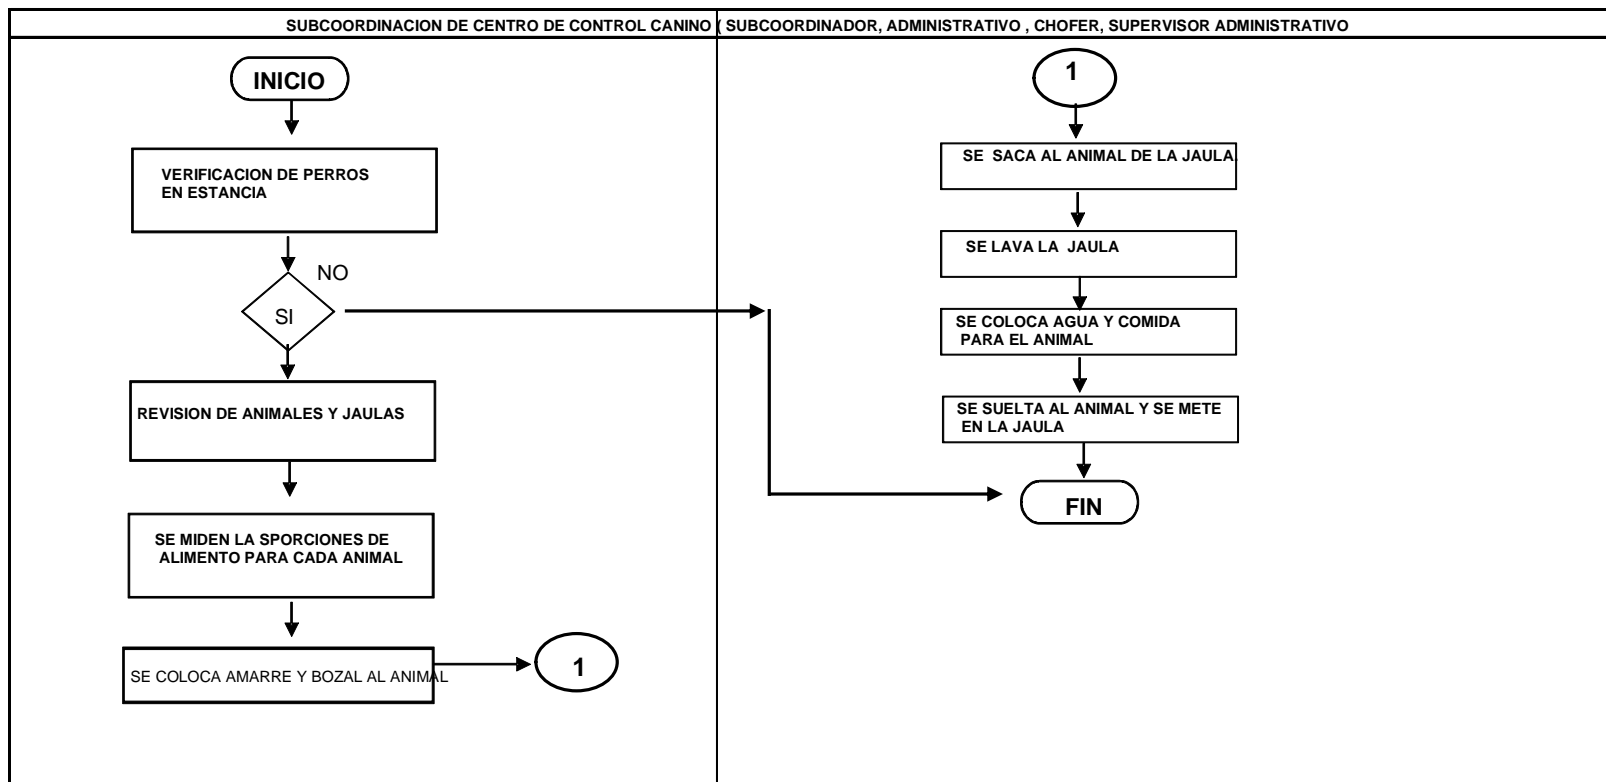 SUBCOORDINACION DE CENTRO DE CONTROL CANINO ( SUBCOORDINADOR, ADMINISTRATIVO , CHOFER, SUPERVISOR ADMINISTRATIVO
INICIO
VERIFICACION DE PERROS
EN ESTANCIA
NO
SI
REVISION DE ANIMALES Y JAULAS
SE MIDEN LA SPORCIONES DE
ALIMENTO PARA CADA ANIMAL
SE COLOCA AMARRE Y BOZAL AL ANIMAL
1
1
SE SACA AL ANIMAL DE LA JAULA.
SE LAVA LA JAULA
SE COLOCA AGUA Y COMIDA
PARA EL ANIMAL
SE SUELTA AL ANIMAL Y SE METE
EN LA JAULA
FIN